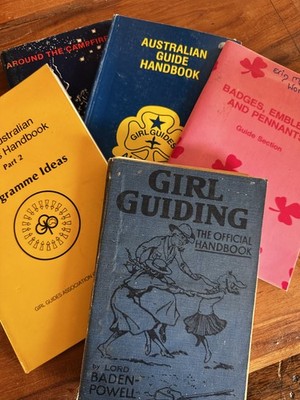 AROUND THE CAMPFIRE
AUSTRALIAN
GUIDE
HANDBOOK
GIRL GUIDES
BADGES, EMBLE
AND PENNANTS
Guide Section
ustralian
s Handbook
Part 2
gramme Ideas
GIRL GUIDES ASSOCIATION
GIRL
GUIDING
THE OFFICIAL
HANDBOOK
by LORD
BADEN-
POWELL